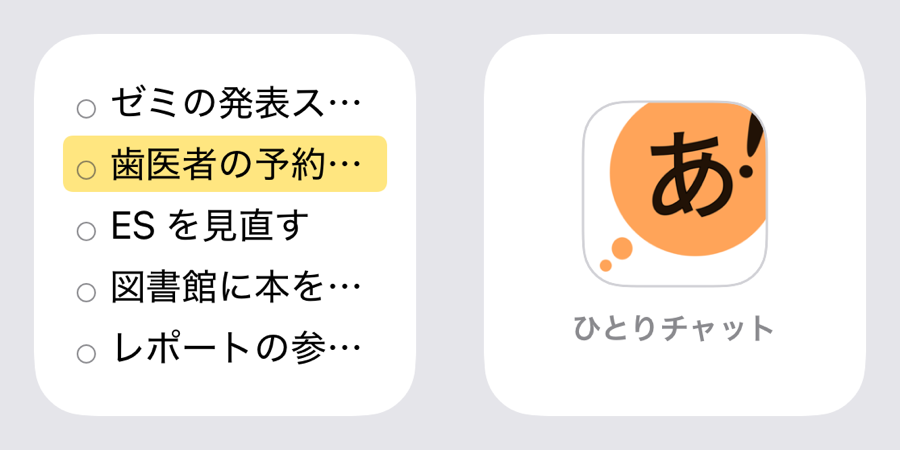 ゼミの発表ス…
歯医者の予約…
ES を見直す
図書館に本を…
レポートの参…
あ!
ひとりチャット